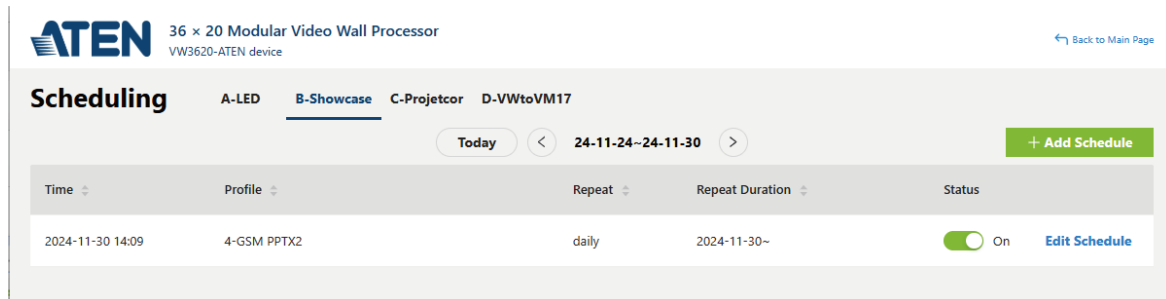 ATEN 36 × 20 Modular Video Wall Processor
VW3620-ATEN device
Back to Main Page
Scheduling A-LED B-Showcase C-Projetcor D-VWtoVM17
Today < 24-11-24~24-11-30 > + Add Schedule
Time Profile Repeat Repeat Duration Status
2024-11-30 14:09 4-GSM PPTX2 daily 2024-11-30~ On Edit Schedule